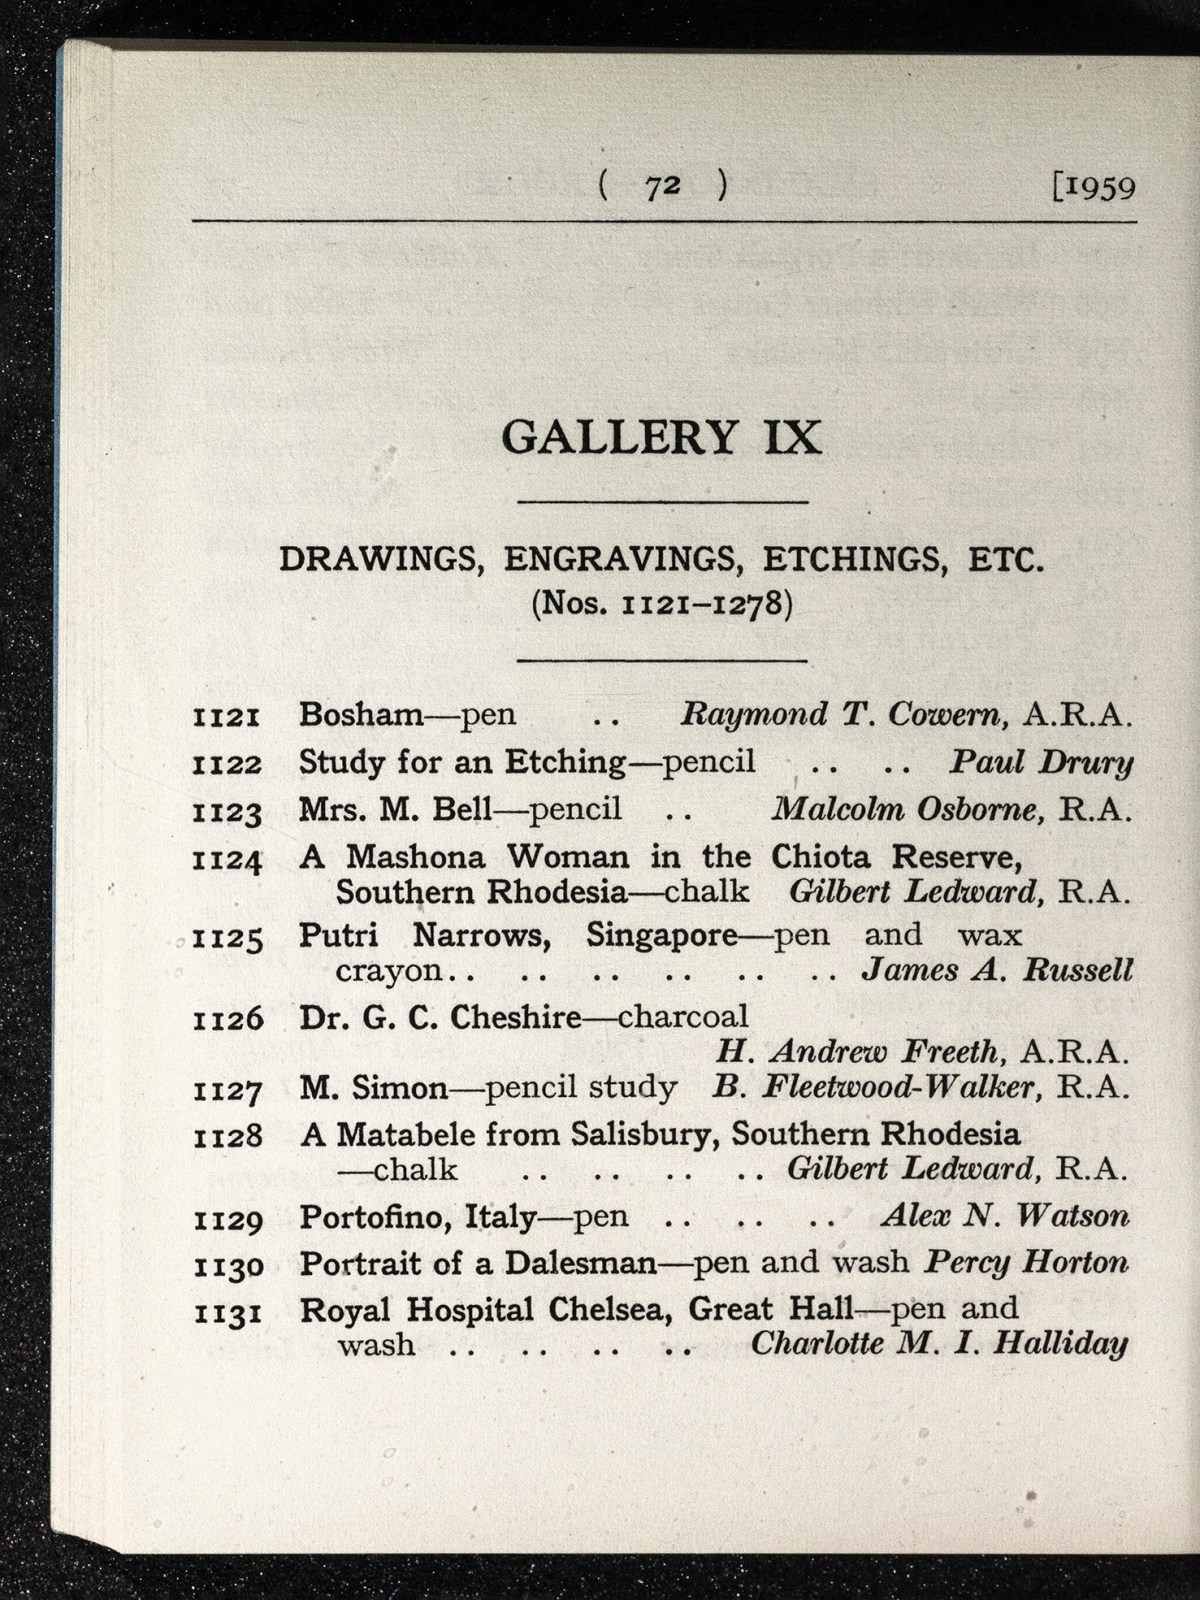 ( 72 ) [1959
GALLERY IX
DRAWINGS, ENGRAVINGS, ETCHINGS, ETC.
(Nos. 1121–1278)
1121 Bosham—pen .. Raymond T. Cowern, A.R.A.
1122 Study for an Etching—pencil .. .. Paul Drury
1123 Mrs. M. Bell—pencil .. Malcolm Osborne, R.A.
1124 A Mashona Woman in the Chiota Reserve,
Southern Rhodesia—chalk Gilbert Ledward, R.A.
1125 Putri Narrows, Singapore—pen and wax
crayon.. .. .. .. .. .. James A. Russell
1126 Dr. G. C. Cheshire—charcoal
H. Andrew Freeth, A.R.A.
1127 M. Simon—pencil study B. Fleetwood-Walker, R.A.
1128 A Matabele from Salisbury, Southern Rhodesia
—chalk .. .. .. .. Gilbert Ledward, R.A.
1129 Portofino, Italy—pen .. .. .. Alex N. Watson
1130 Portrait of a Dalesman—pen and wash Percy Horton
1131 Royal Hospital Chelsea, Great Hall—pen and
wash .. .. .. .. Charlotte M. I. Halliday